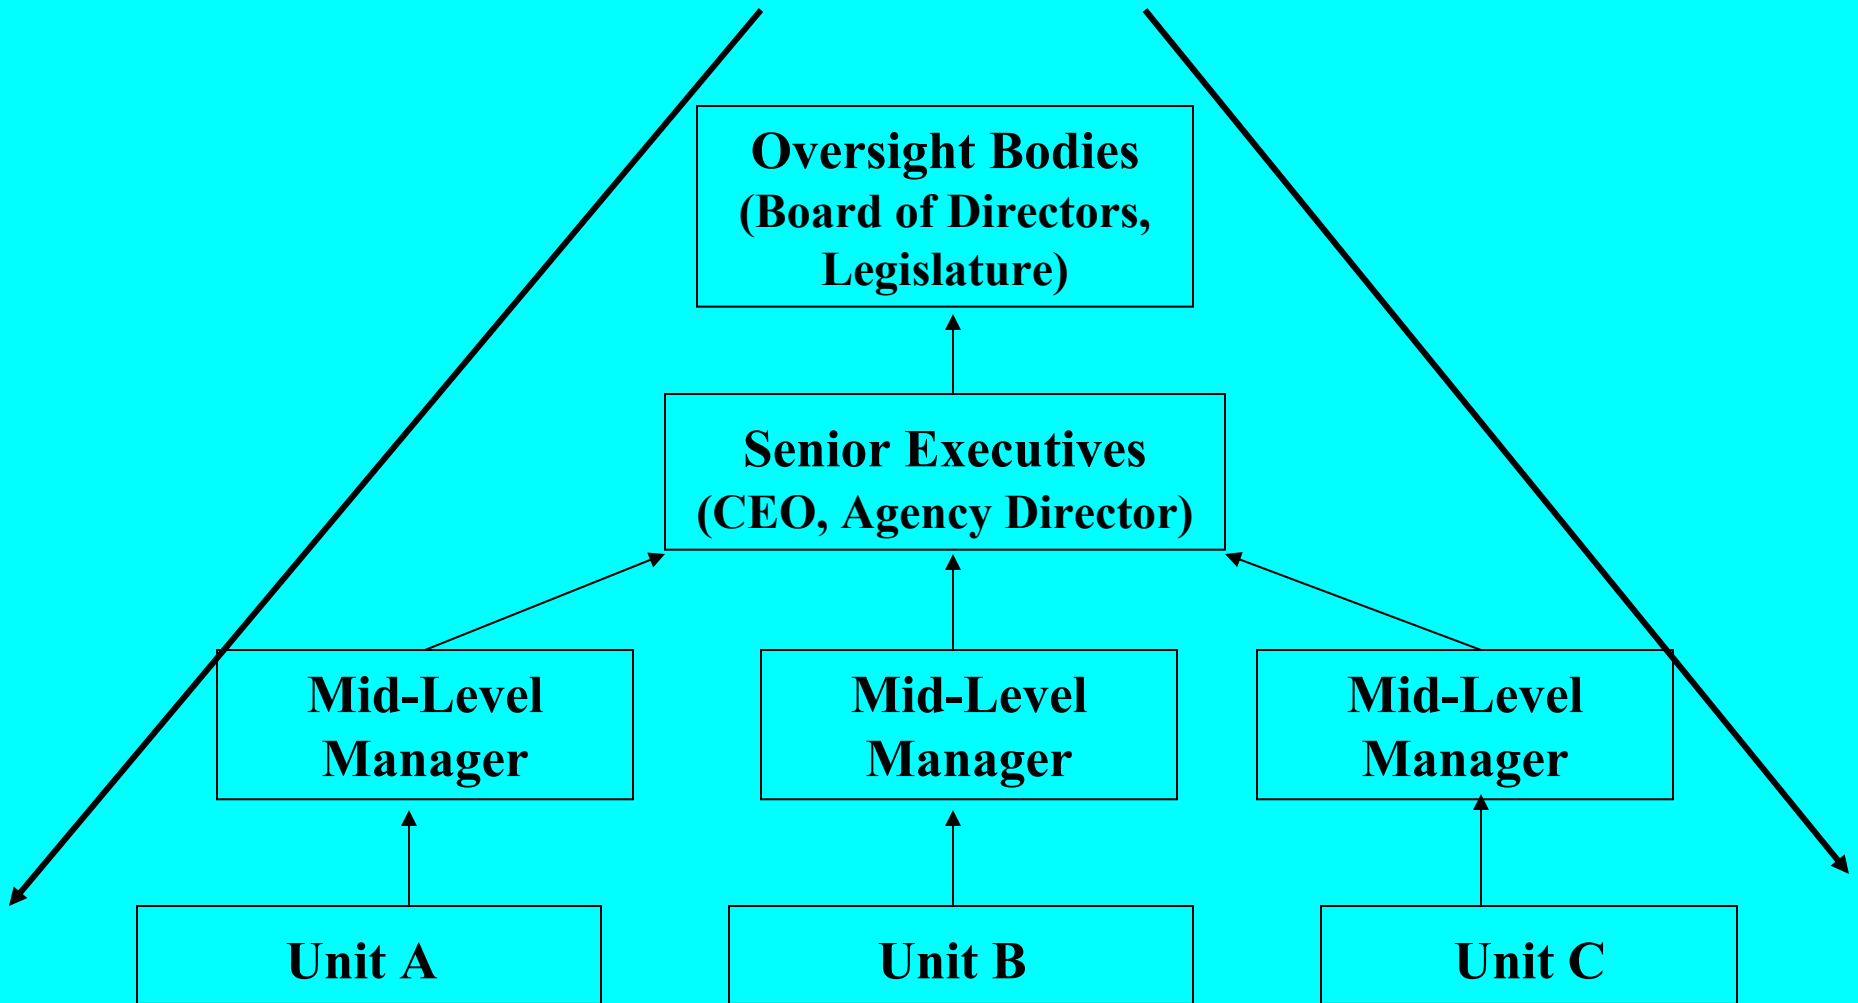 Oversight Bodies
(Board of Directors,
Legislature)
Senior Executives
(CEO, Agency Director)
Mid-Level
Manager
Mid-Level
Manager
Mid-Level
Manager
Unit A
Unit B
Unit C